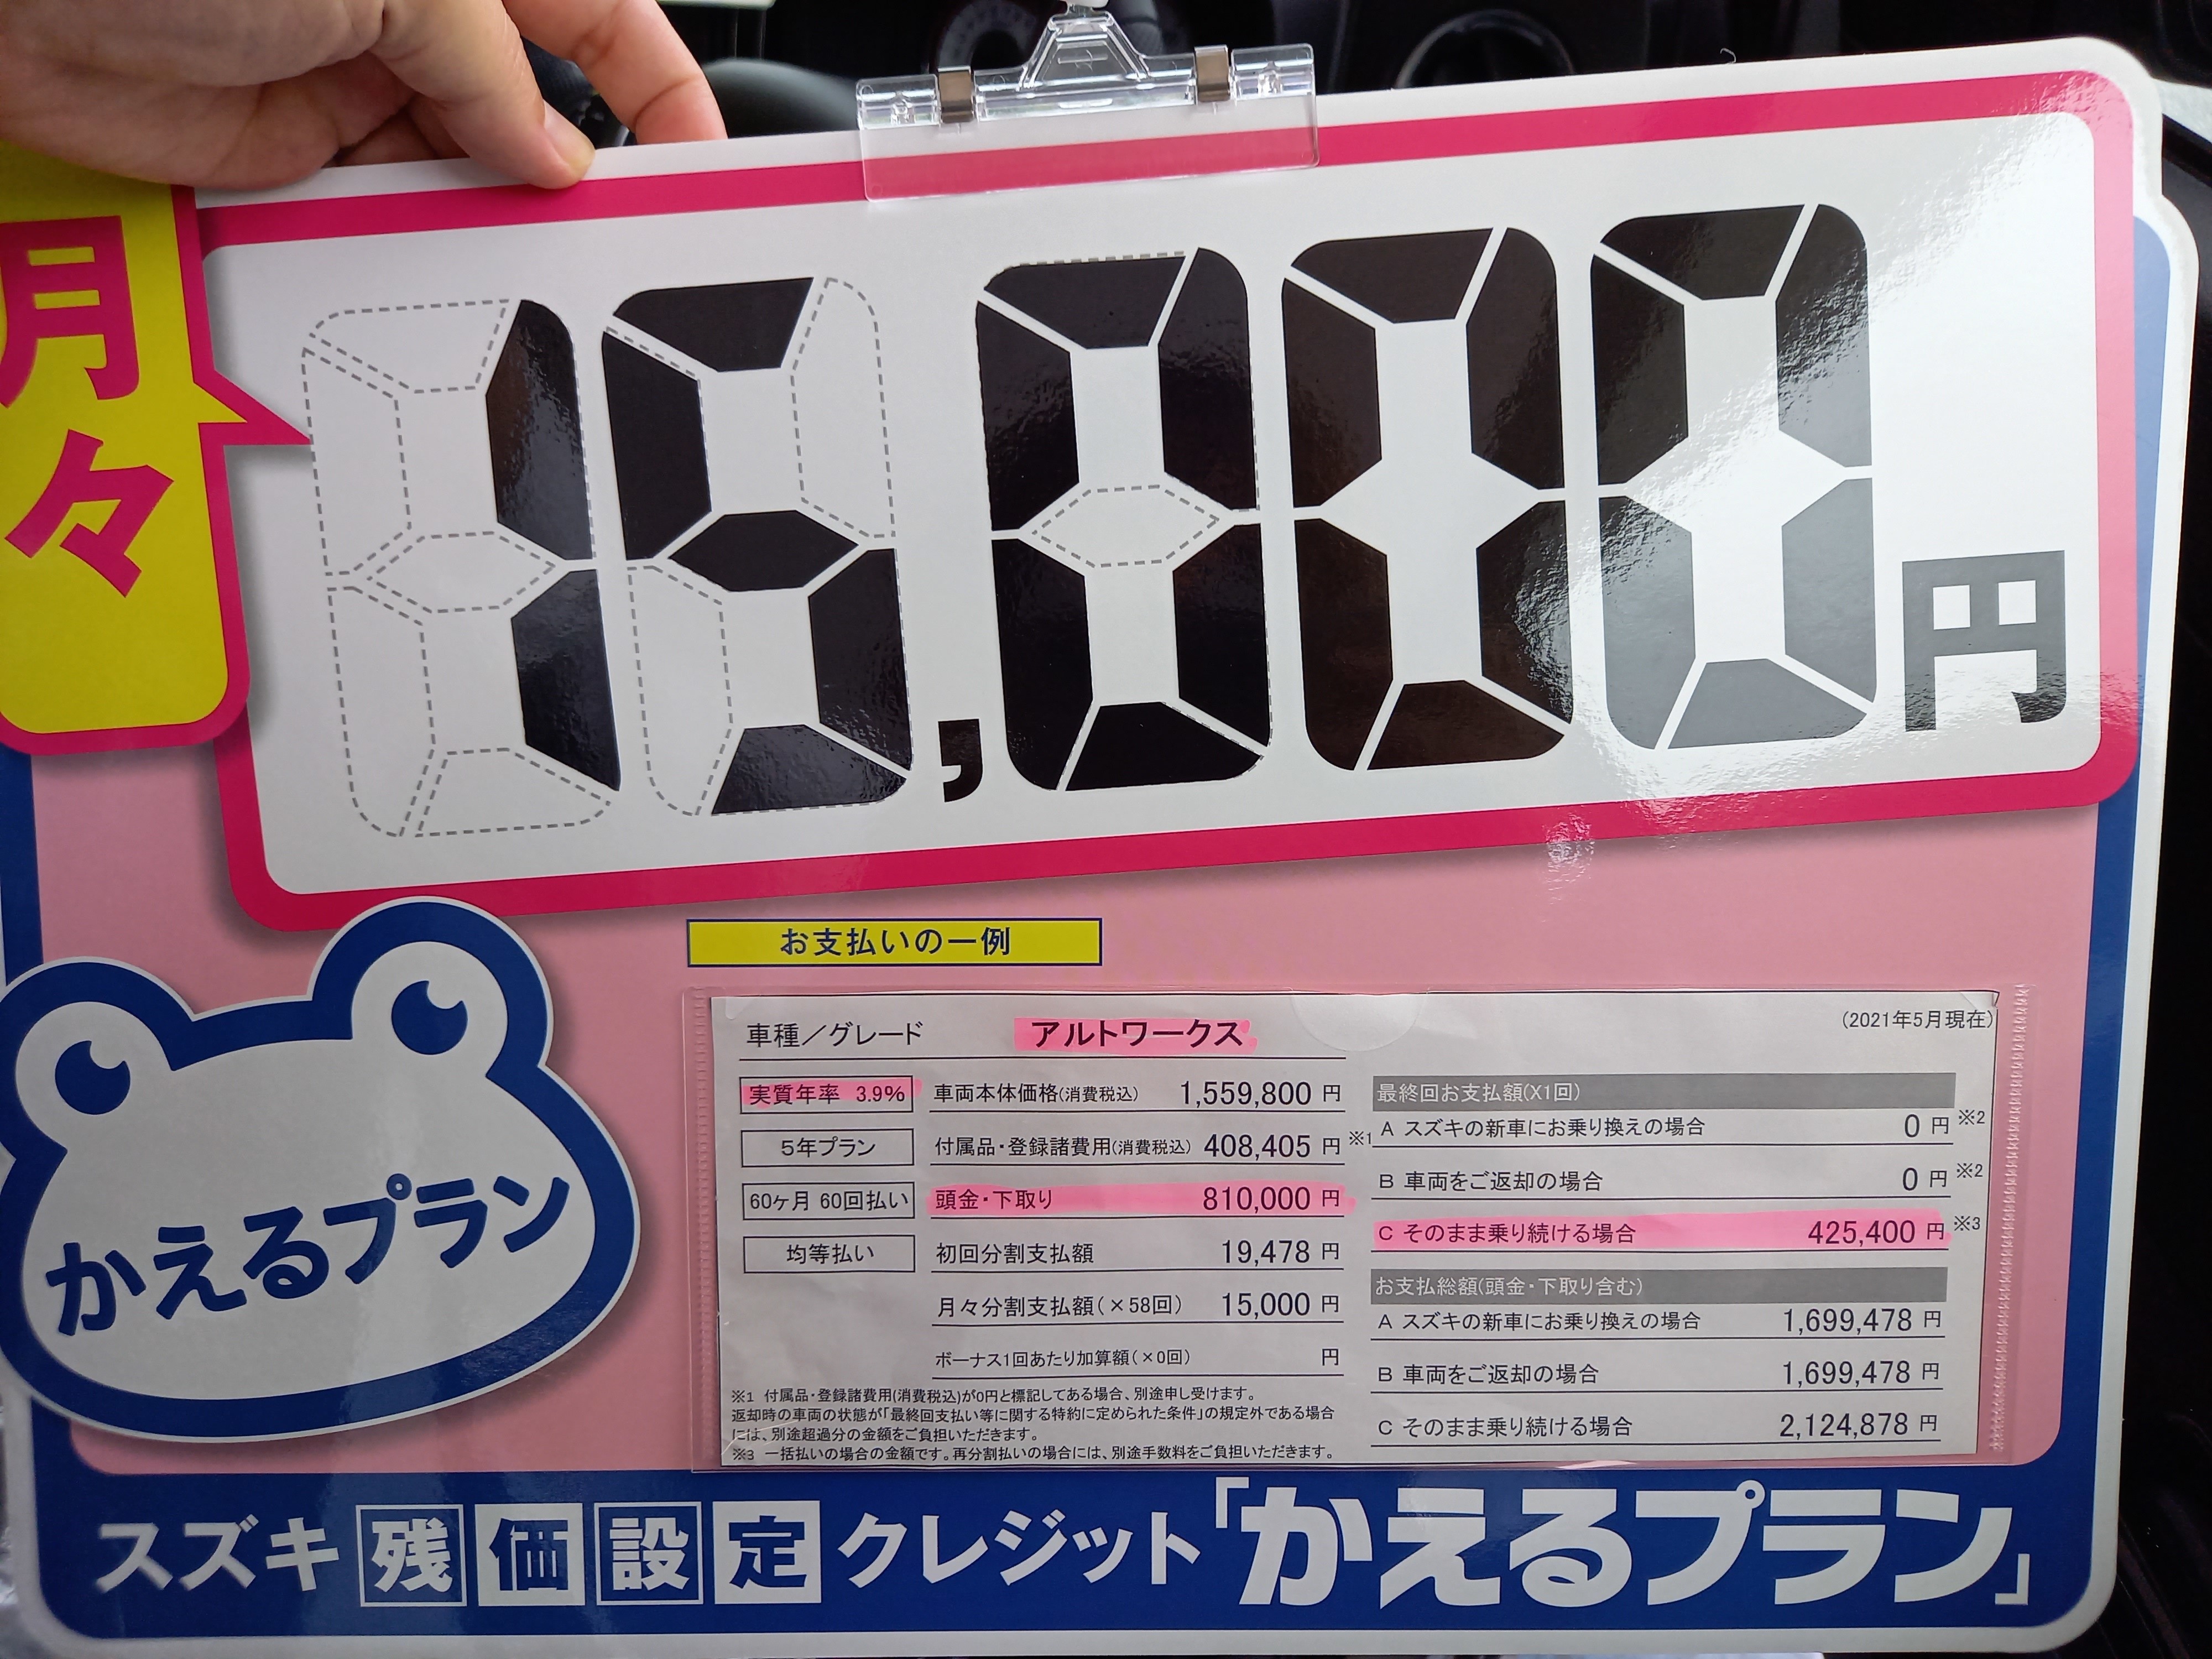 月々
15,000円
かえるプラン
お支払いの一例
車種／グレード アルトワークス
(2021年5月現在)
実質年率 3.9%
5年プラン
60ヶ月 60回払い
均等払い
車両本体価格(消費税込) 1,559,800 円
付属品・登録諸費用(消費税込) 408,405 円 ※1
頭金・下取り 810,000 円
初回分割支払額 19,478 円
月々分割支払額(×58回) 15,000 円
ボーナス1回あたり加算額(×0回) 円
※1 付属品・登録諸費用(消費税込)が0円と標記してある場合、別途申し受けます。
返却時の車両の状態が「最終回支払い等に関する特約に定められた条件」の規定外である場合
には、別途超過分の金額をご負担いただきます。
※3 一括払いの場合の金額です。再分割払いの場合には、別途手数料をご負担いただきます。
最終回お支払額(X1回)
A スズキの新車にお乗り換えの場合 0 円 ※2
B 車両をご返却の場合 0 円 ※2
C そのまま乗り続ける場合 425,400 円 ※3
お支払総額(頭金・下取り含む)
A スズキの新車にお乗り換えの場合 1,699,478 円
B 車両をご返却の場合 1,699,478 円
C そのまま乗り続ける場合 2,124,878 円
スズキ残価設定クレジット「かえるプラン」